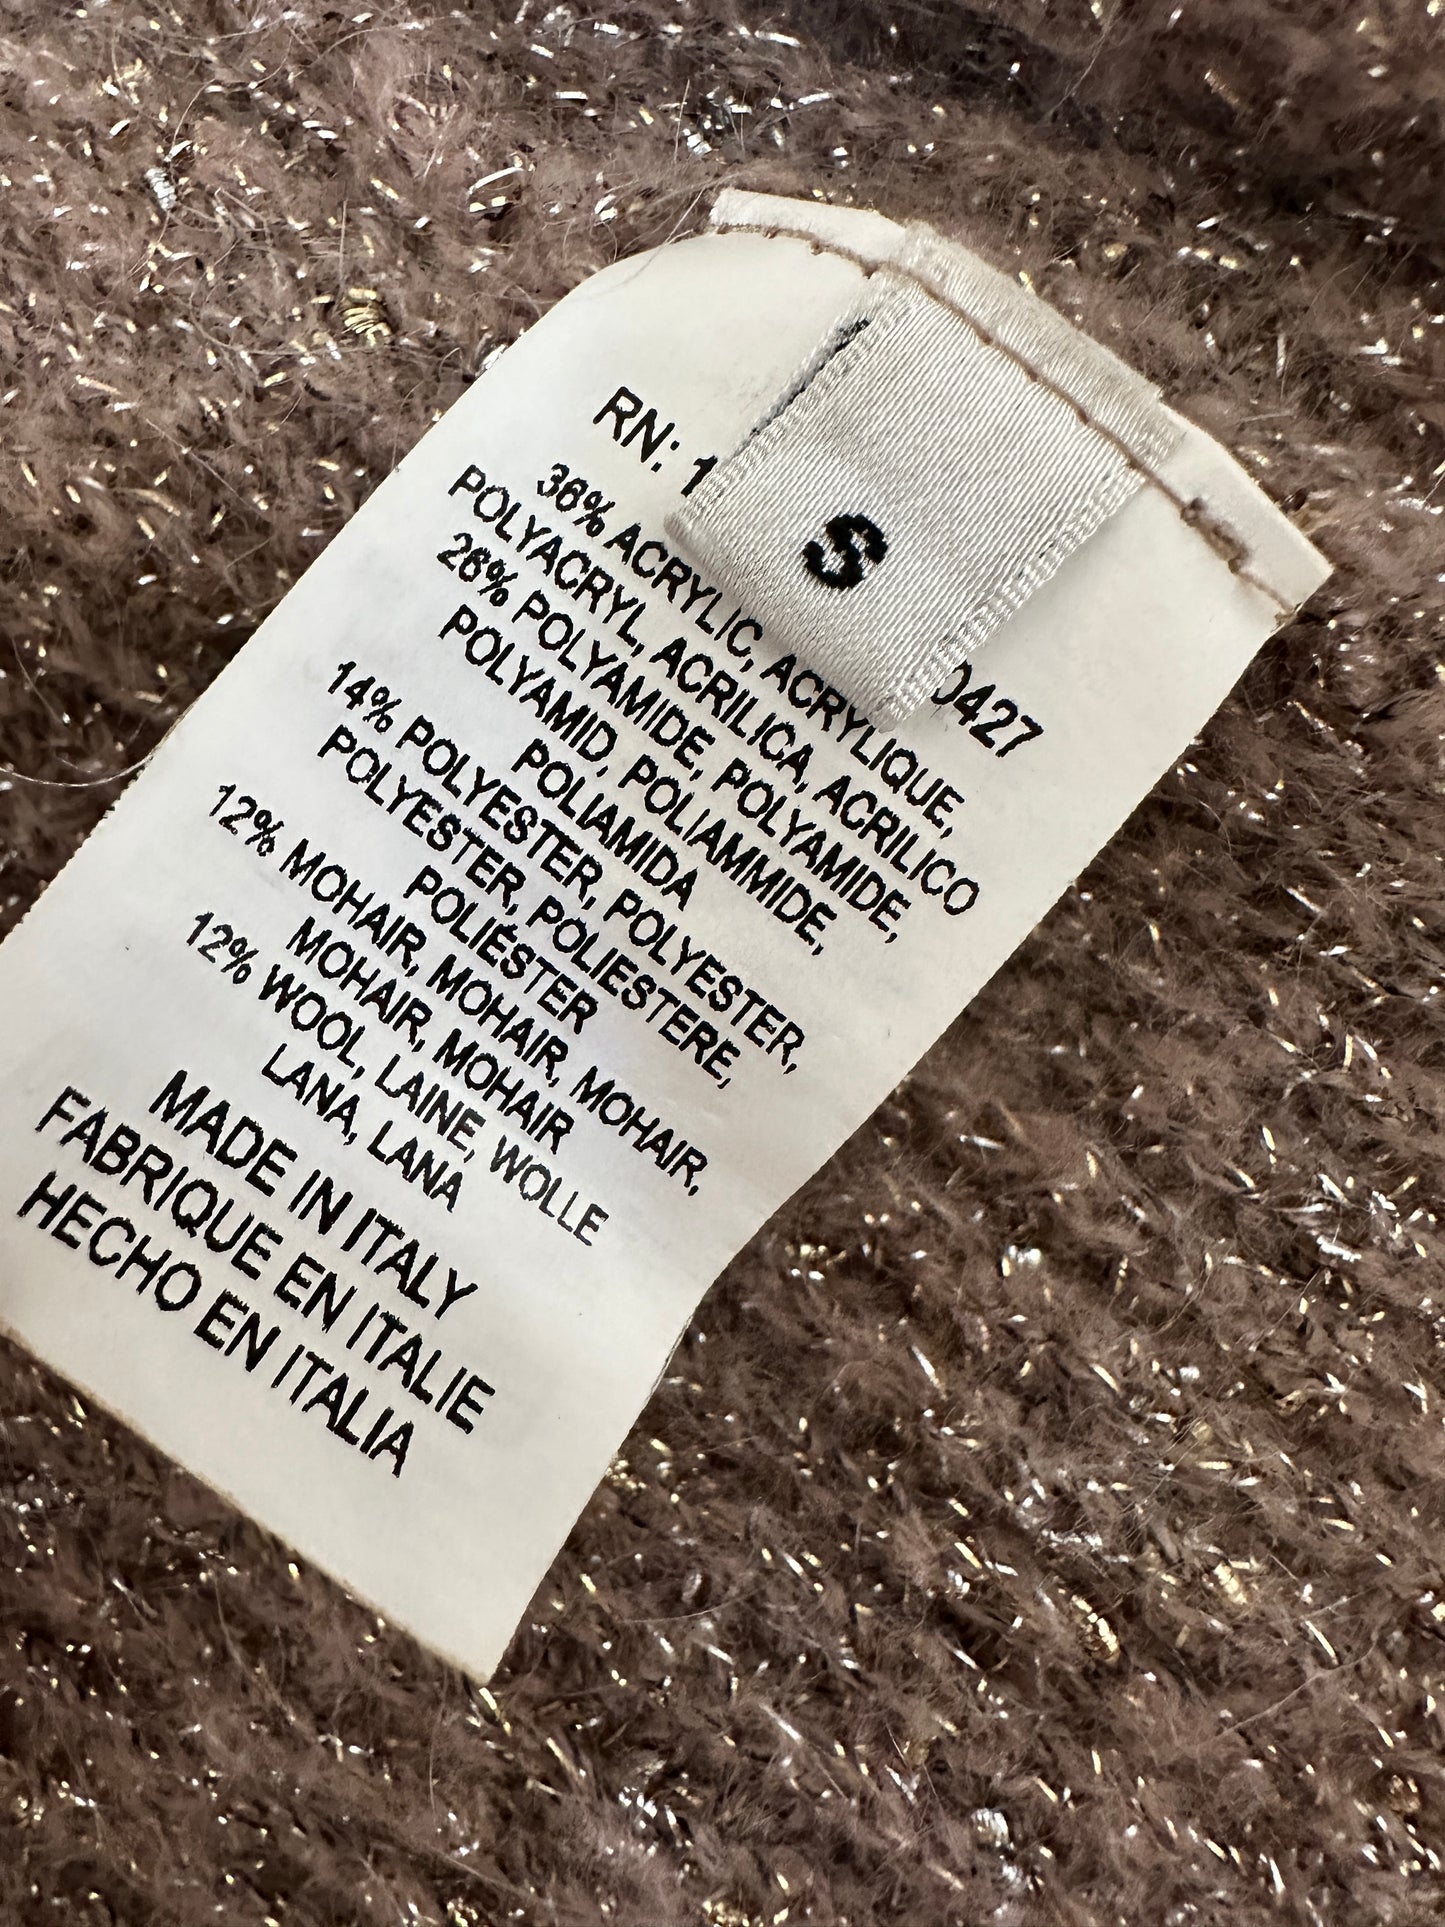 RN: 1
0427
S
36% ACRYLIC, ACRYLIQUE,
POLYACRYL, ACRILICA, ACRILICO
26% POLYAMIDE, POLYAMIDE,
POLYAMID, POLIAMMIDE,
POLIAMIDA
14% POLYESTER, POLYESTER,
POLYESTER, POLIESTERE,
POLIÉSTER
12% MOHAIR, MOHAIR, MOHAIR,
MOHAIR, MOHAIR
12% WOOL, LAINE, WOLLE
LANA, LANA
MADE IN ITALY
FABRIQUE EN ITALIE
HECHO EN ITALIA